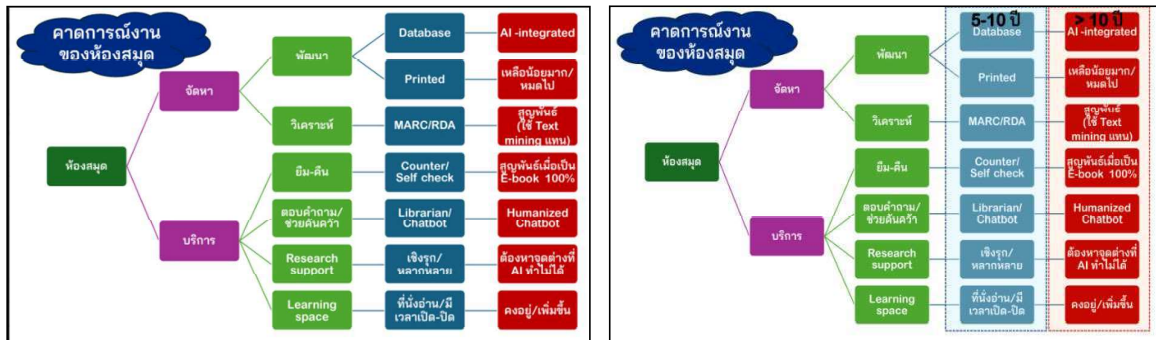 คาดการณ์งาน
ของห้องสมุด
ห้องสมุด
จัดหา
บริการ
พัฒนา
วิเคราะห์
ยืม-คืน
ตอบคำถาม/
ช่วยค้นคว้า
Research
support
Learning
space
Database
Printed
MARC/RDA
Counter/
Self check
Librarian/
Chatbot
เชิงรุก/
หลากหลาย
ที่นั่งอ่าน/มี
เวลาเปิด-ปิด
AI -integrated
เหลือน้อยมาก/
หมดไป
สูญพันธ์
(ใช้ Text
mining แทน)
สูญพันธ์เมื่อเป็น
E-book 100%
Humanized
Chatbot
ต้องหาจุดต่างที่
AI ทำไม่ได้
คงอยู่/เพิ่มขึ้น
คาดการณ์งาน
ของห้องสมุด
ห้องสมุด
จัดหา
บริการ
พัฒนา
วิเคราะห์
ยืม-คืน
ตอบคำถาม/
ช่วยค้นคว้า
Research
support
Learning
space
5-10 ปี
Database
Printed
MARC/RDA
Counter/
Self check
Librarian/
Chatbot
เชิงรุก/
หลากหลาย
ที่นั่งอ่าน/มี
เวลาเปิด-ปิด
> 10 ปี
AI -integrated
เหลือน้อยมาก/
หมดไป
สูญพันธ์
(ใช้ Text
mining แทน)
สูญพันธ์เมื่อเป็น
E-book 100%
Humanized
Chatbot
ต้องหาจุดต่างที่
AI ทำไม่ได้
คงอยู่/เพิ่มขึ้น